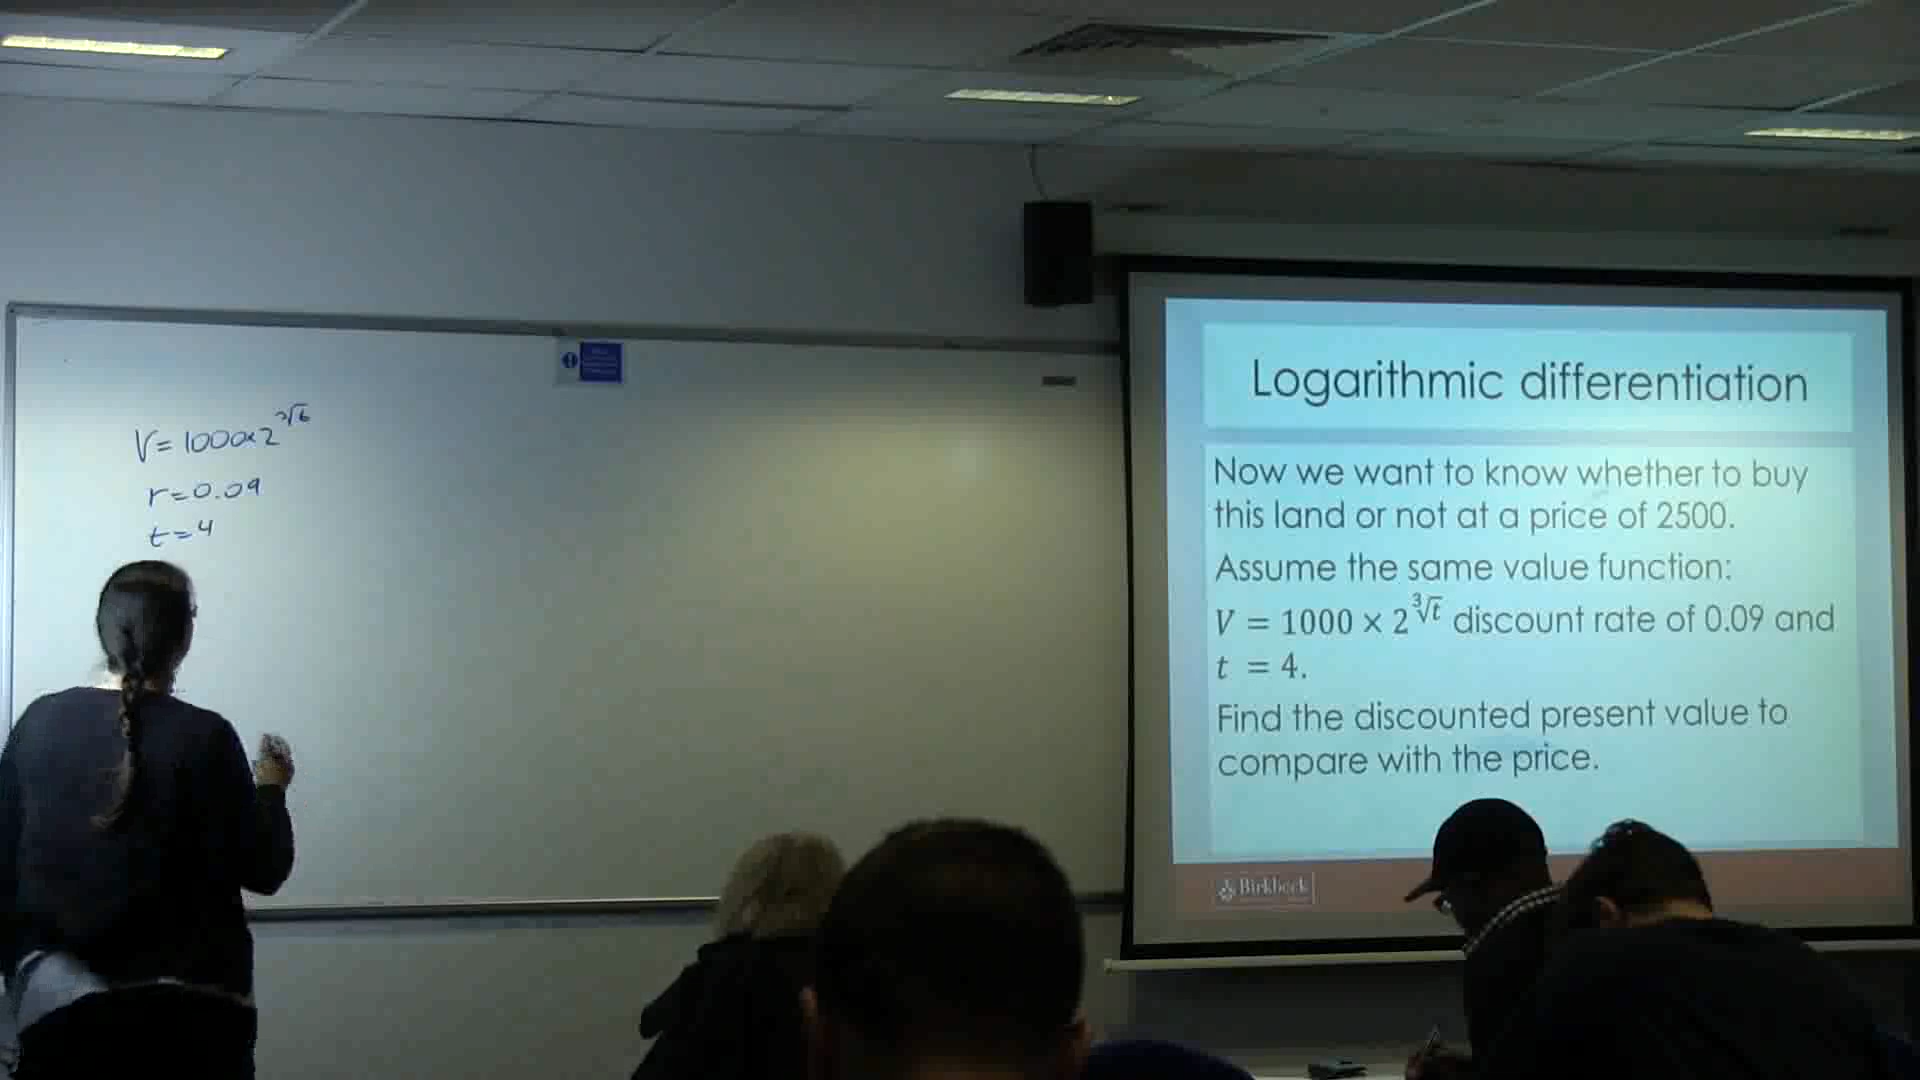 V = 1000 × 2^∛t
r = 0.09
t = 4
Logarithmic differentiation
Now we want to know whether to buy
this land or not at a price of 2500.
Assume the same value function:
V = 1000 × 2^∛t discount rate of 0.09 and
t = 4.
Find the discounted present value to
compare with the price.
Birkbeck